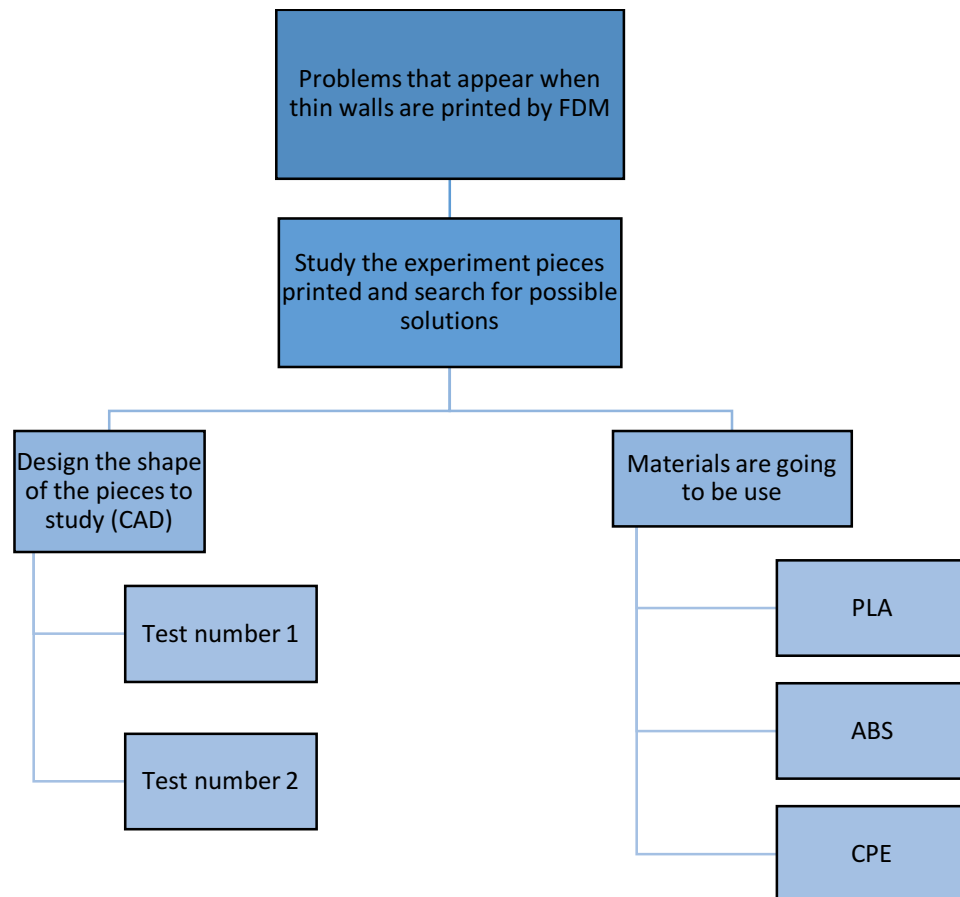 Problems that appear when
thin walls are printed by FDM
Study the experiment pieces
printed and search for possible
solutions
Design the shape
of the pieces to
study (CAD)
Test number 1
Test number 2
Materials are going
to be use
PLA
ABS
CPE